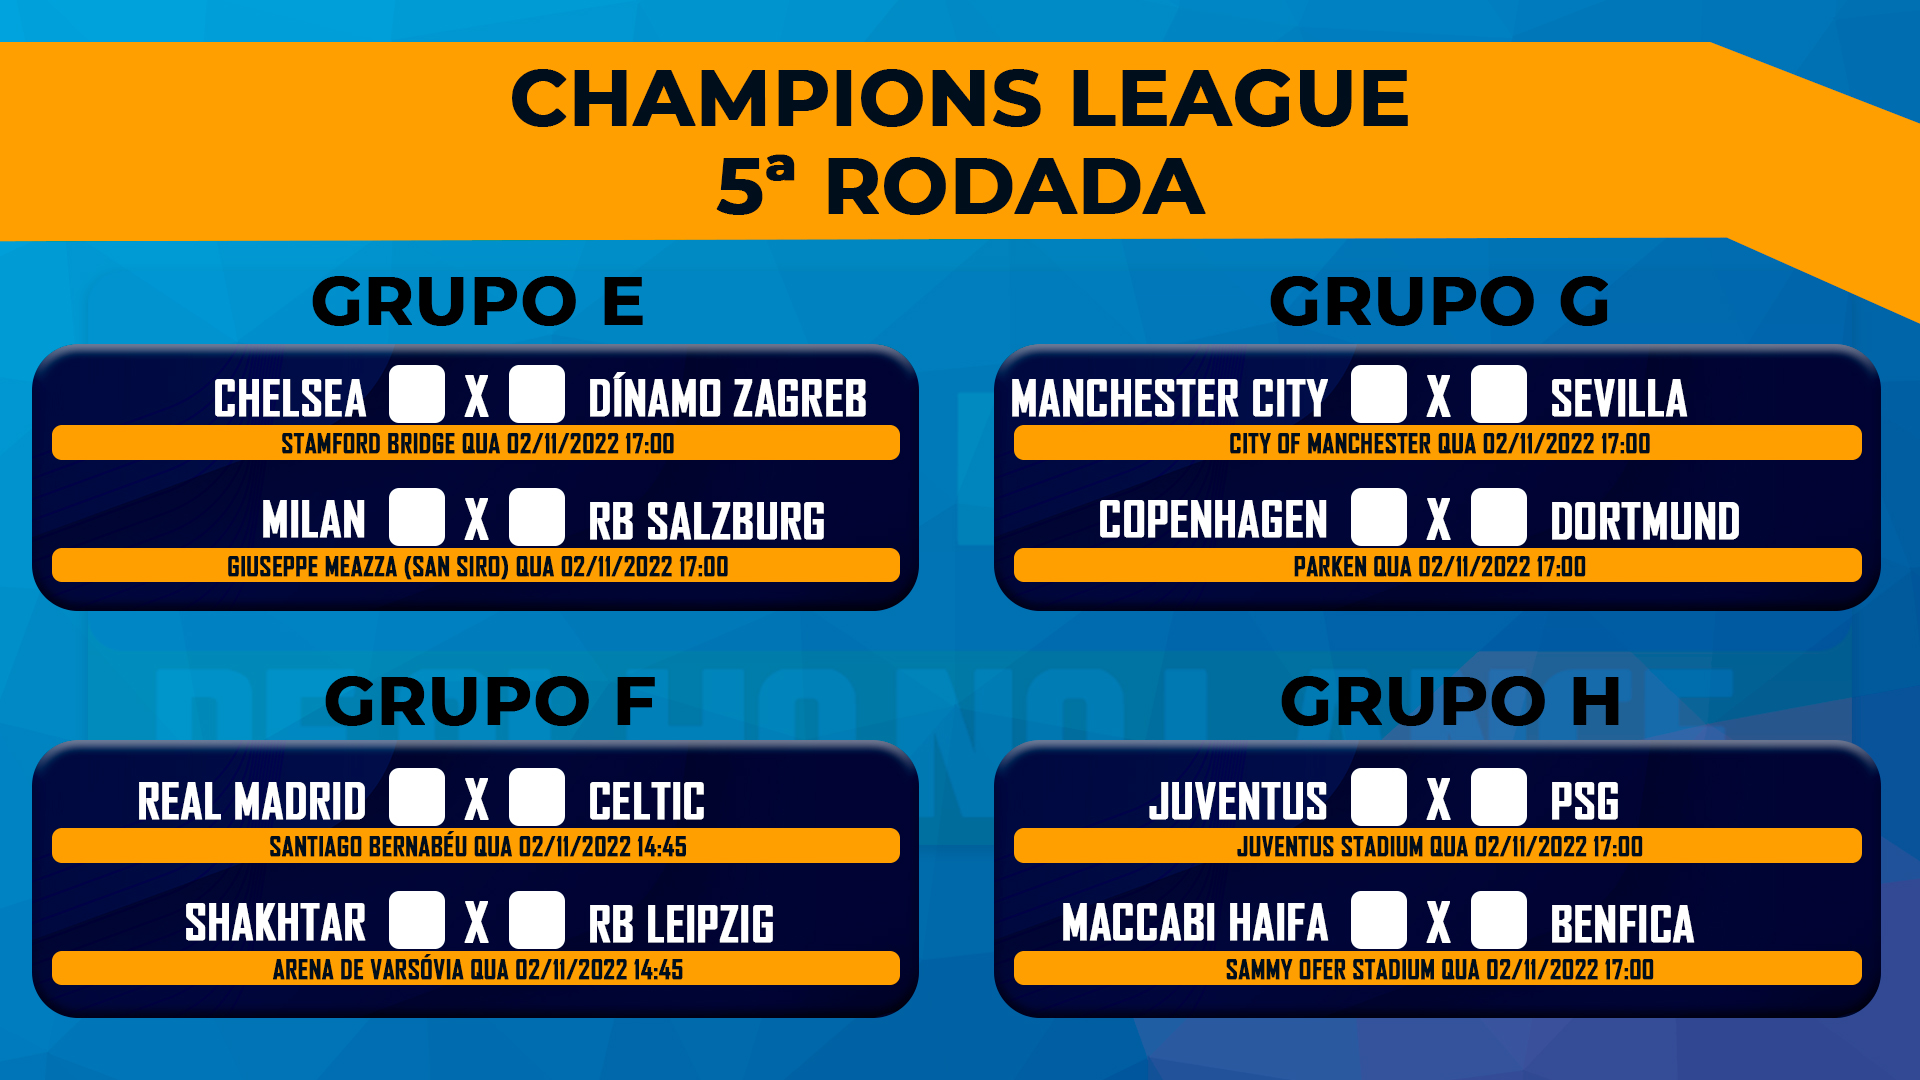 CHAMPIONS LEAGUE
5ª RODADA
GRUPO E
CHELSEA X DÍNAMO ZAGREB
STAMFORD BRIDGE QUA 02/11/2022 17:00
MILAN X RB SALZBURG
GIUSEPPE MEAZZA (SAN SIRO) QUA 02/11/2022 17:00
GRUPO G
MANCHESTER CITY X SEVILLA
CITY OF MANCHESTER QUA 02/11/2022 17:00
COPENHAGEN X DORTMUND
PARKEN QUA 02/11/2022 17:00
GRUPO F
REAL MADRID X CELTIC
SANTIAGO BERNABÉU QUA 02/11/2022 14:45
SHAKHTAR X RB LEIPZIG
ARENA DE VARSÓVIA QUA 02/11/2022 14:45
GRUPO H
JUVENTUS X PSG
JUVENTUS STADIUM QUA 02/11/2022 17:00
MACCABI HAIFA X BENFICA
SAMMY OFER STADIUM QUA 02/11/2022 17:00